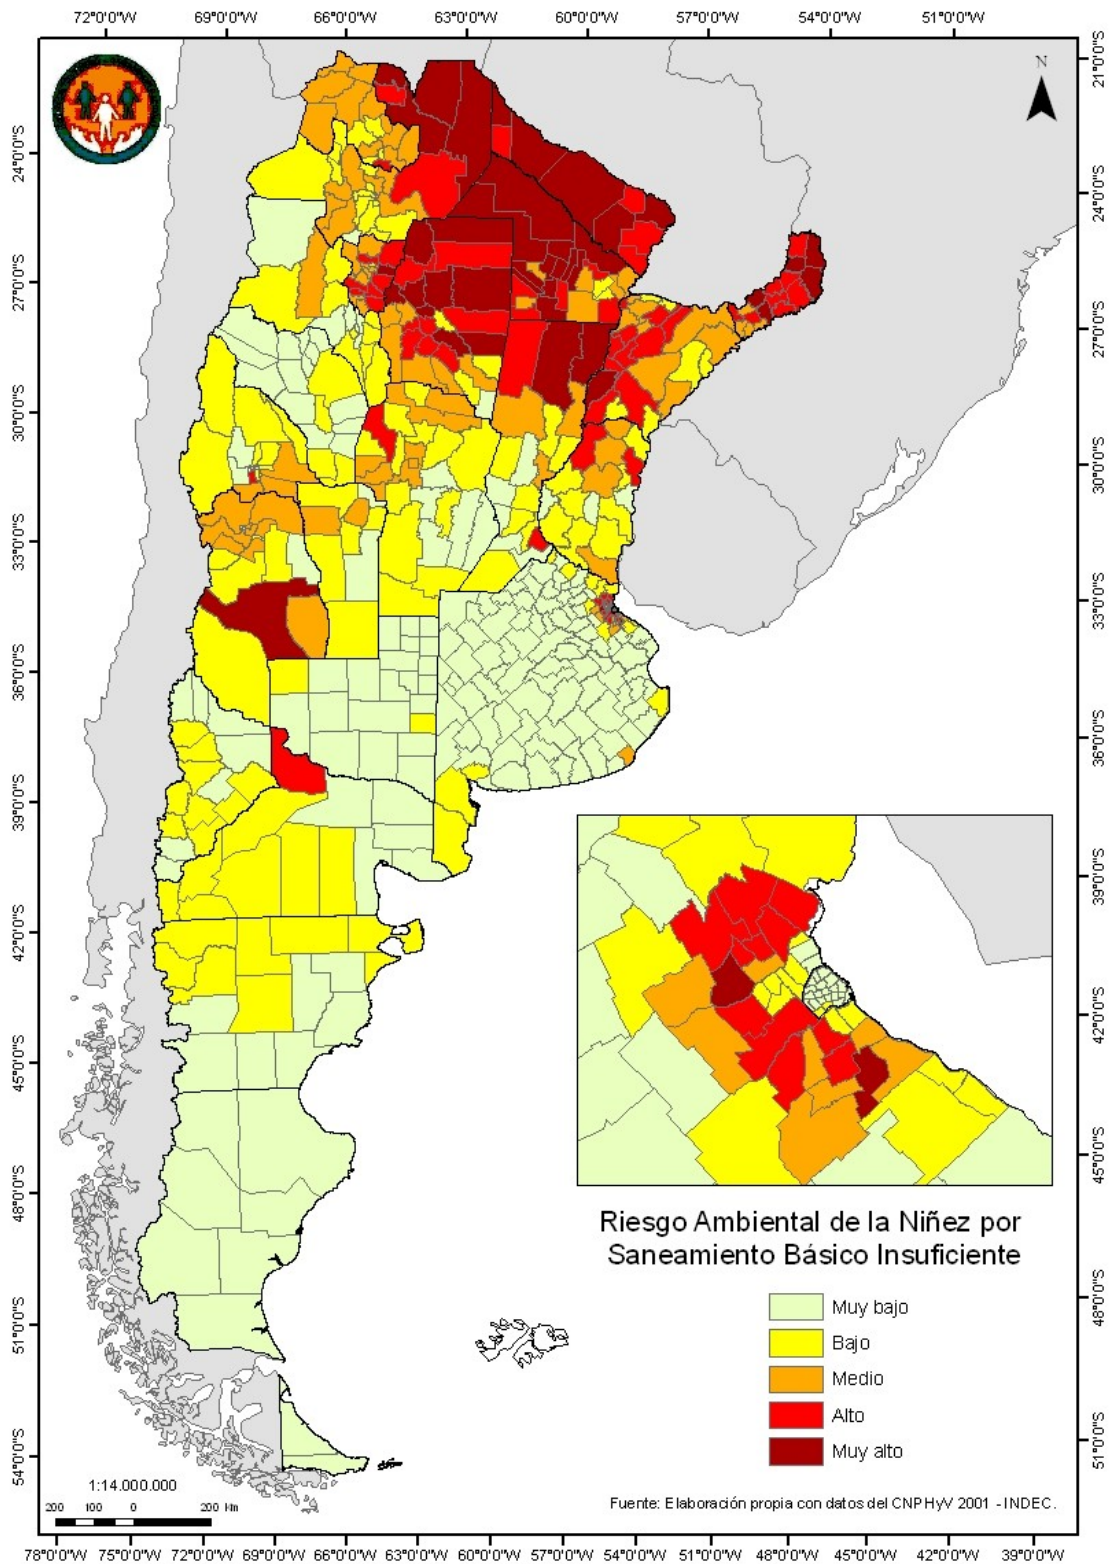 72°0'0"W 69°0'0"W 66°0'0"W 63°0'0"W 60°0'0"W 57°0'0"W 54°0'0"W 51°0'0"W
21°0'0"S
24°0'0"S
27°0'0"S
30°0'0"S
33°0'0"S
36°0'0"S
39°0'0"S
42°0'0"S
45°0'0"S
48°0'0"S
51°0'0"S
24°0'0"S
27°0'0"S
30°0'0"S
33°0'0"S
36°0'0"S
39°0'0"S
42°0'0"S
45°0'0"S
48°0'0"S
51°0'0"S
54°0'0"S
N
Riesgo Ambiental de la Niñez por
Saneamiento Básico Insuficiente
Muy bajo
Bajo
Medio
Alto
Muy alto
1:14.000.000
200 100 0 200 km
Fuente: Elaboración propia con datos del CNPHyV 2001 - INDEC.
78°0'0"W 75°0'0"W 72°0'0"W 69°0'0"W 66°0'0"W 63°0'0"W 60°0'0"W 57°0'0"W 54°0'0"W 51°0'0"W 48°0'0"W 45°0'0"W 42°0'0"W 39°0'0"W